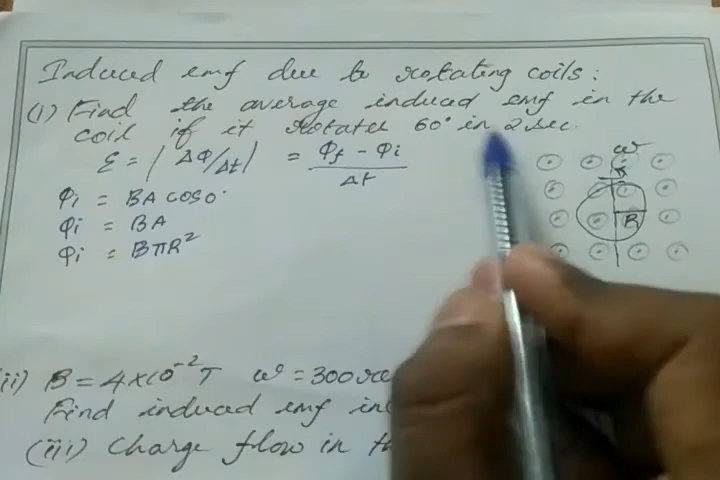 Induced emf due to rotating coils:
(i) Find the average induced emf in the
coil if it rotates 60° in 2 sec.
ε = |Δφ/Δt| = φf - φi / Δt
φi = BA cos0°
φi = BA
φi = BπR²
ω
R
ii) B = 4×10⁻² T ω = 300
Find induced emf in
(iii) Charge flow in